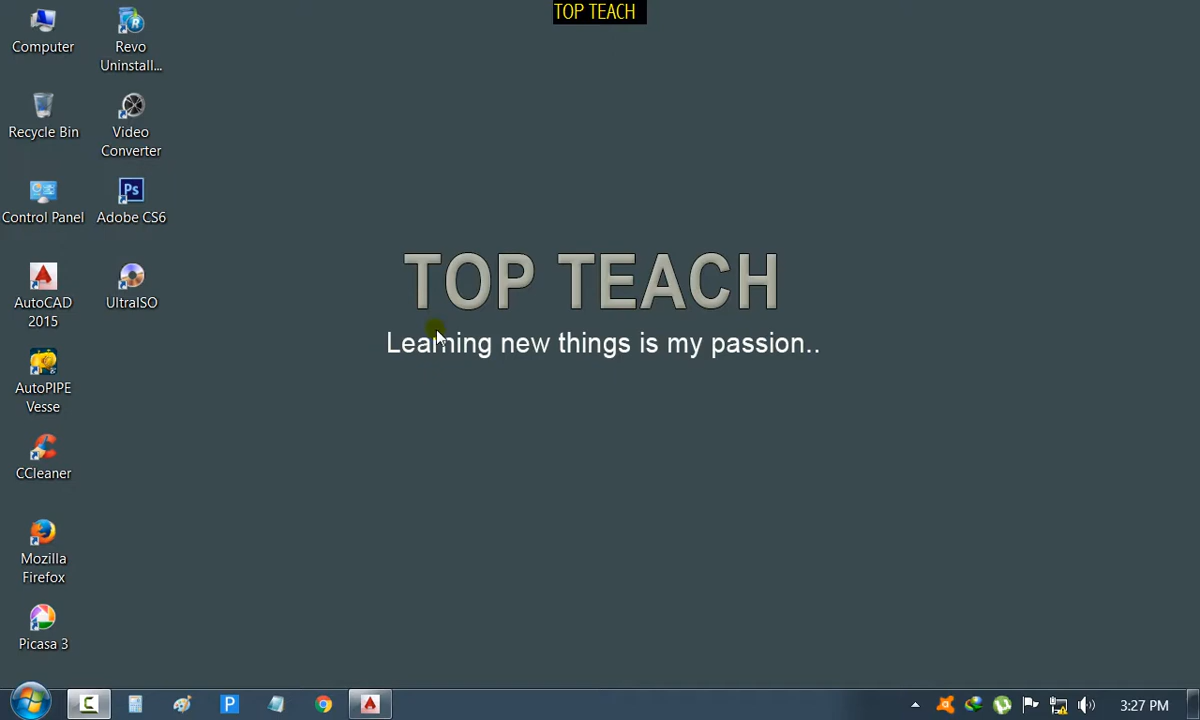 TOP TEACH
Computer
Revo
Uninstall...
Recycle Bin
Video
Converter
Control Panel
Adobe CS6
Ps
AutoCAD
2015
UltraISO
TOP TEACH
Learning new things is my passion..
AutoPIPE
Vesse
CCleaner
Mozilla
Firefox
Picasa 3
3:27 PM